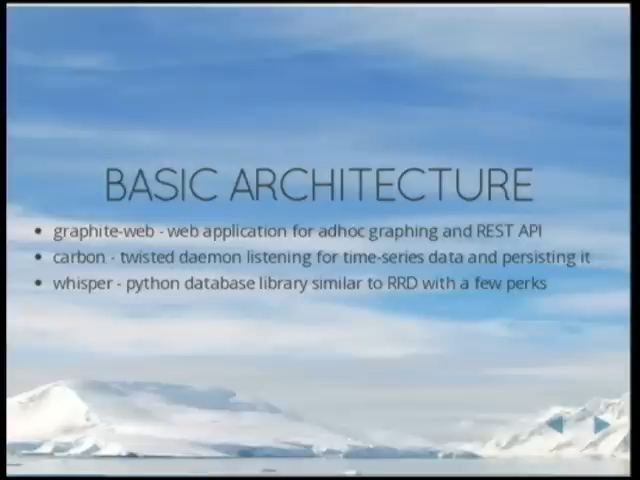 BASIC ARCHITECTURE
• graphite-web - web application for adhoc graphing and REST API
• carbon - twisted daemon listening for time-series data and persisting it
• whisper - python database library similar to RRD with a few perks